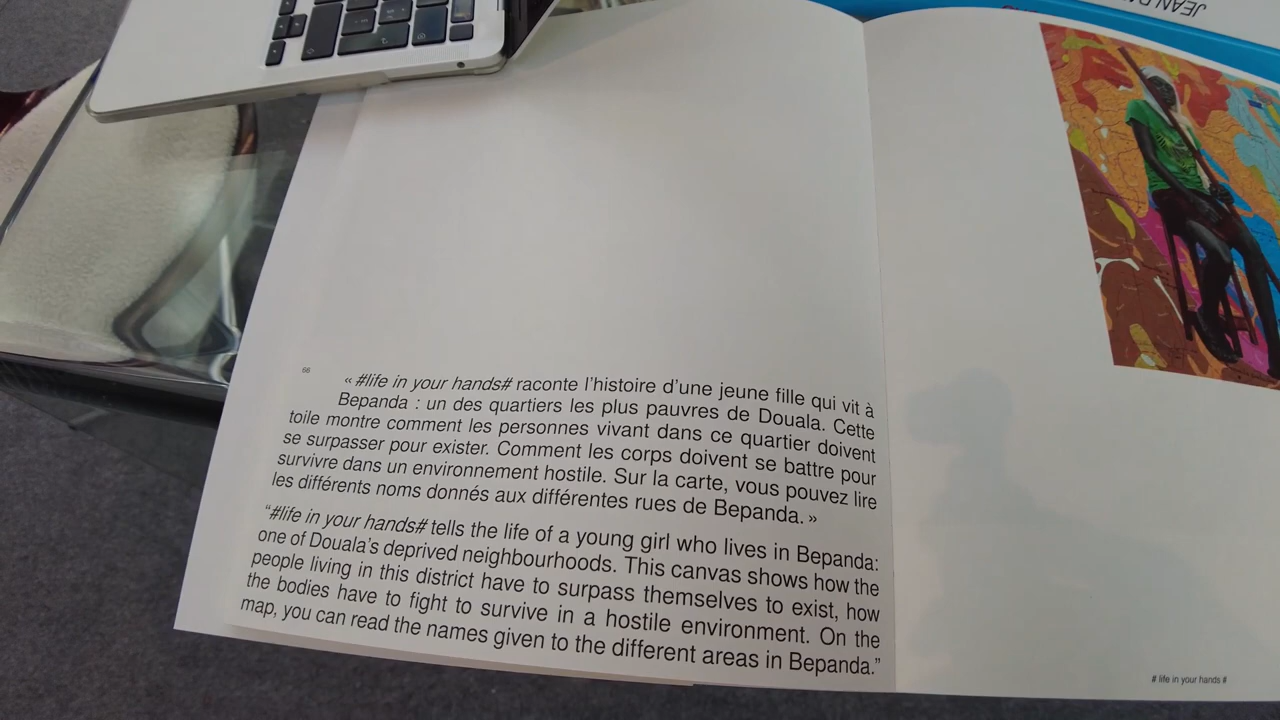 JEAN
66
« #life in your hands# raconte l'histoire d'une jeune fille qui vit à
Bepanda : un des quartiers les plus pauvres de Douala. Cette
toile montre comment les personnes vivant dans ce quartier doivent
se surpasser pour exister. Comment les corps doivent se battre pour
survivre dans un environnement hostile. Sur la carte, vous pouvez lire
les différents noms donnés aux différentes rues de Bepanda. »
"#life in your hands# tells the life of a young girl who lives in Bepanda:
one of Douala's deprived neighbourhoods. This canvas shows how the
people living in this district have to surpass themselves to exist, how
the bodies have to fight to survive in a hostile environment. On the
map, you can read the names given to the different areas in Bepanda."
# life in your hands #